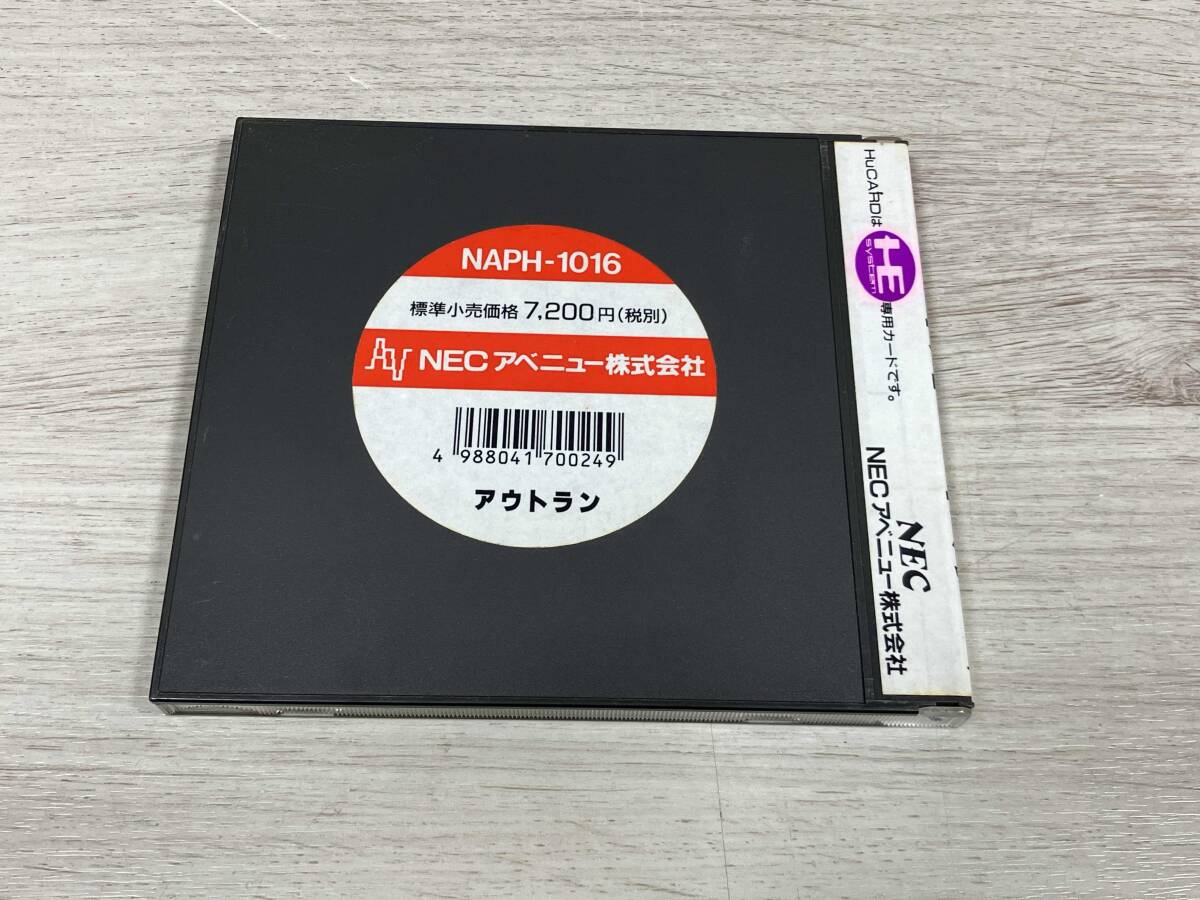 NAPH-1016
標準小売価格 7,200円(税別)
NECアベニュー株式会社
4 988041 700249
アウトラン
HuCARDは
HE
system
専用カードです。
NEC
NECアベニュー株式会社